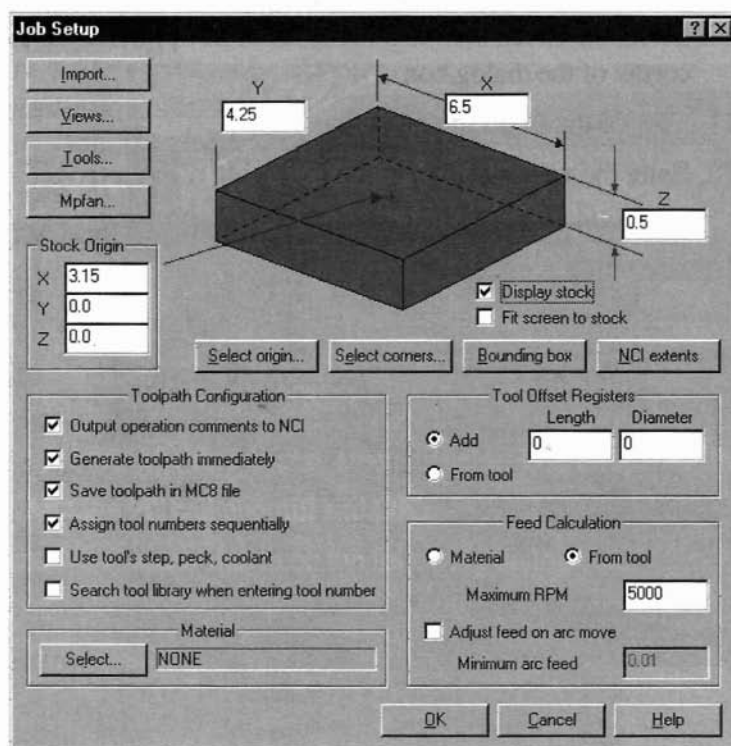 Job Setup
? ×
Import...
Views...
Tools...
Mpfan...
Y
4.25
X
6.5
Z
0.5
Stock Origin
X 3.15
Y 0.0
Z 0.0
Display stock
Fit screen to stock
Select origin...
Select corners...
Bounding box
NCI extents
Toolpath Configuration
Output operation comments to NCI
Generate toolpath immediately
Save toolpath in MC8 file
Assign tool numbers sequentially
Use tool's step, peck, coolant
Search tool library when entering tool number
Material
Select... NONE
Tool Offset Registers
Length Diameter
Add 0 0
From tool
Feed Calculation
Material From tool
Maximum RPM 5000
Adjust feed on arc move
Minimum arc feed 0.01
OK Cancel Help